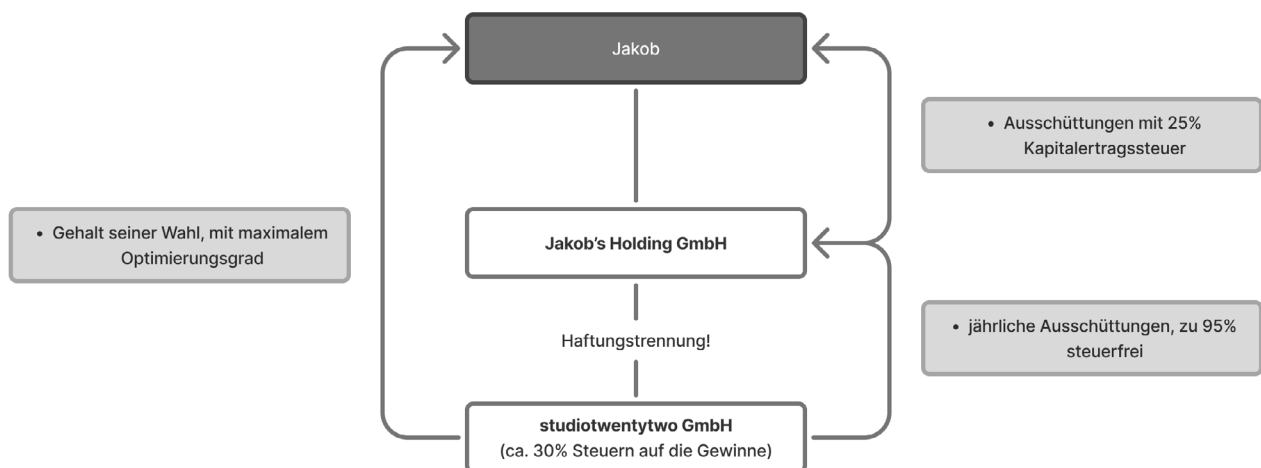 Jakob
• Ausschüttungen mit 25%
Kapitalertragssteuer
• Gehalt seiner Wahl, mit maximalem
Optimierungsgrad
Jakob’s Holding GmbH
Haftungstrennung!
• jährliche Ausschüttungen, zu 95%
steuerfrei
studiotwentytwo GmbH
(ca. 30% Steuern auf die Gewinne)